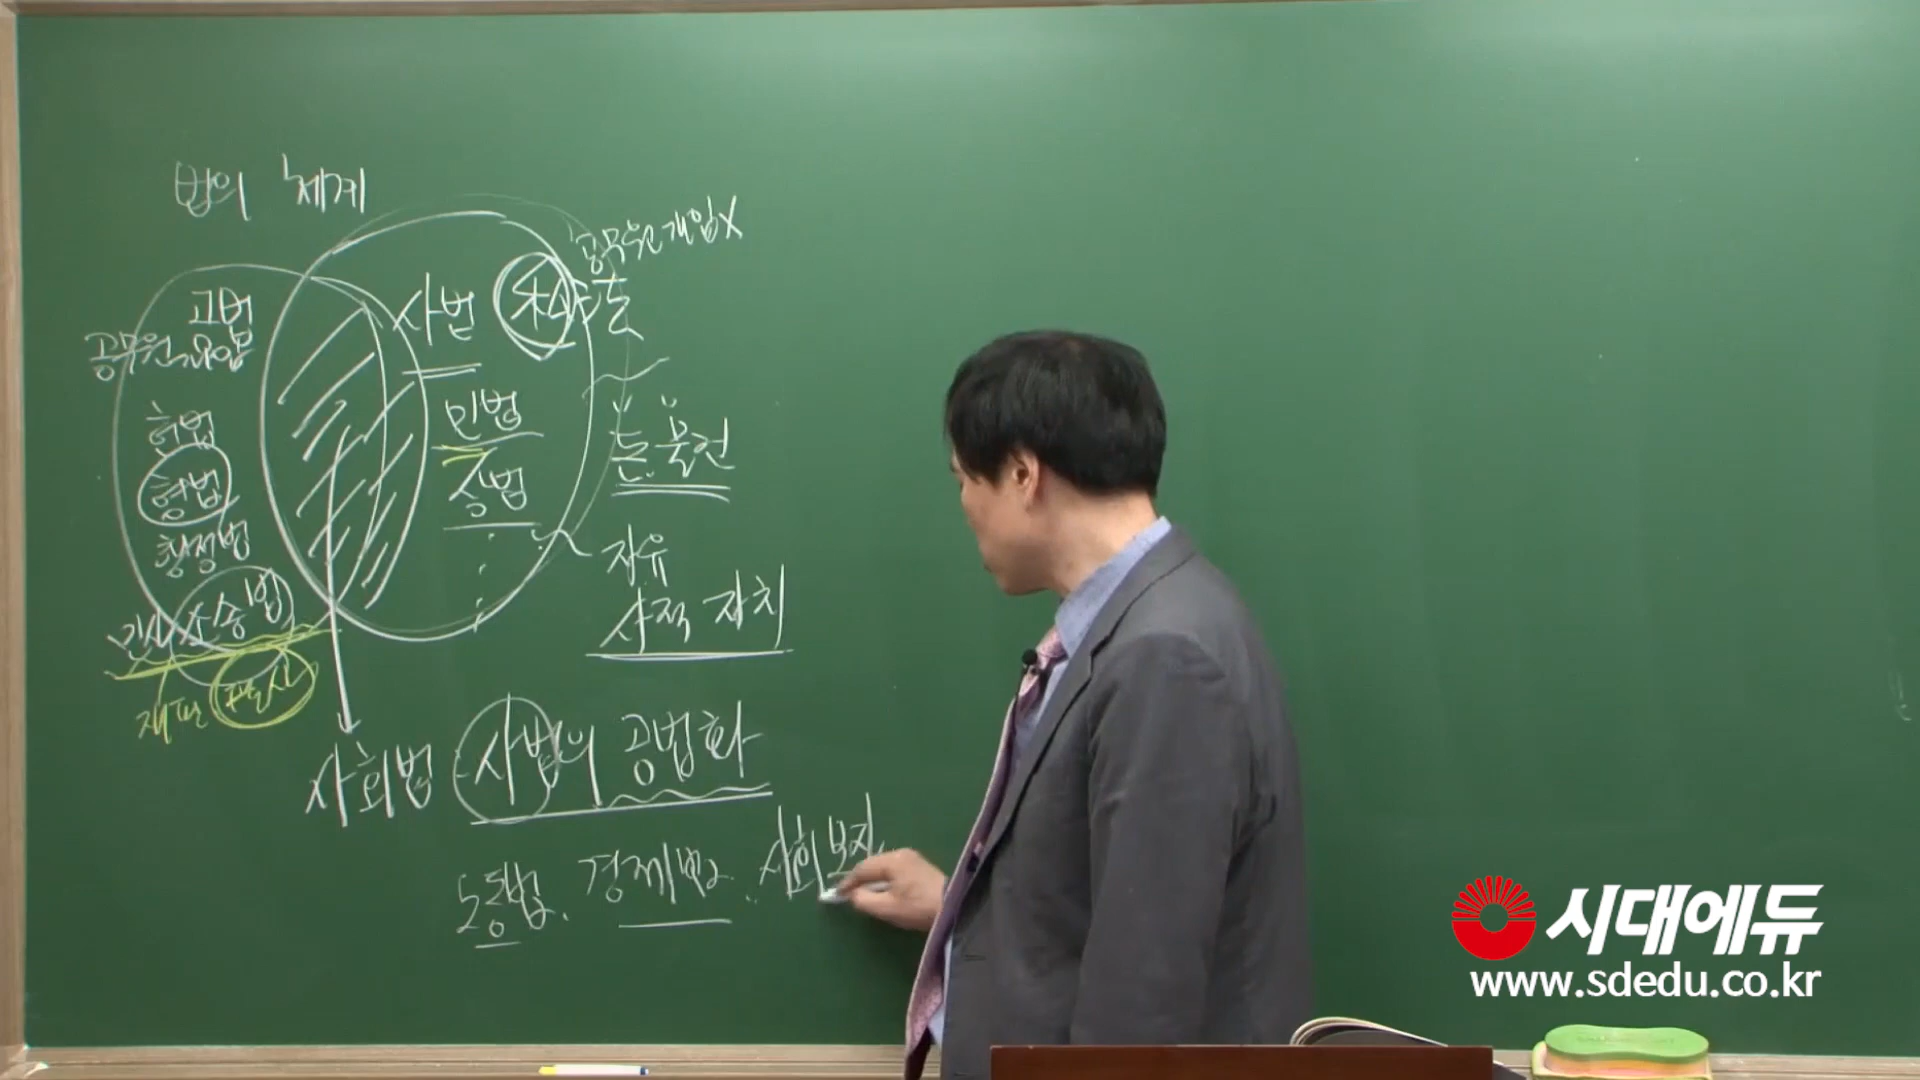 법의 체계
공무원개입X
공법
사법 私
공무원 개입
헌법
민법
형법
돈.물건
상법
행정법
자유
민사소송법
사적 자치
재판 판사
사회법 사법의 공법화
노동법. 경제법.. 사회보장
시대에듀
www.sdedu.co.kr